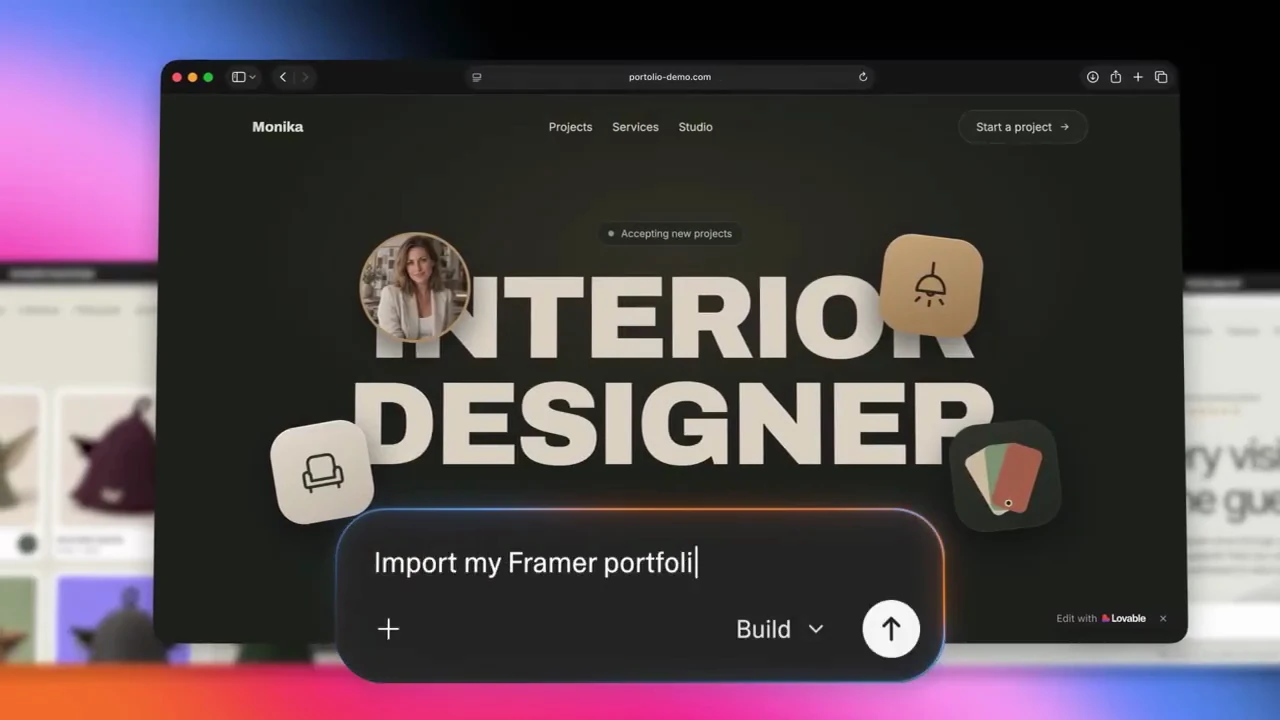 portolio-demo.com
Monika
Projects Services Studio
Start a project →
Accepting new projects
INTERIOR
DESIGNER
Import my Framer portfoli
Build
Edit with Lovable ×